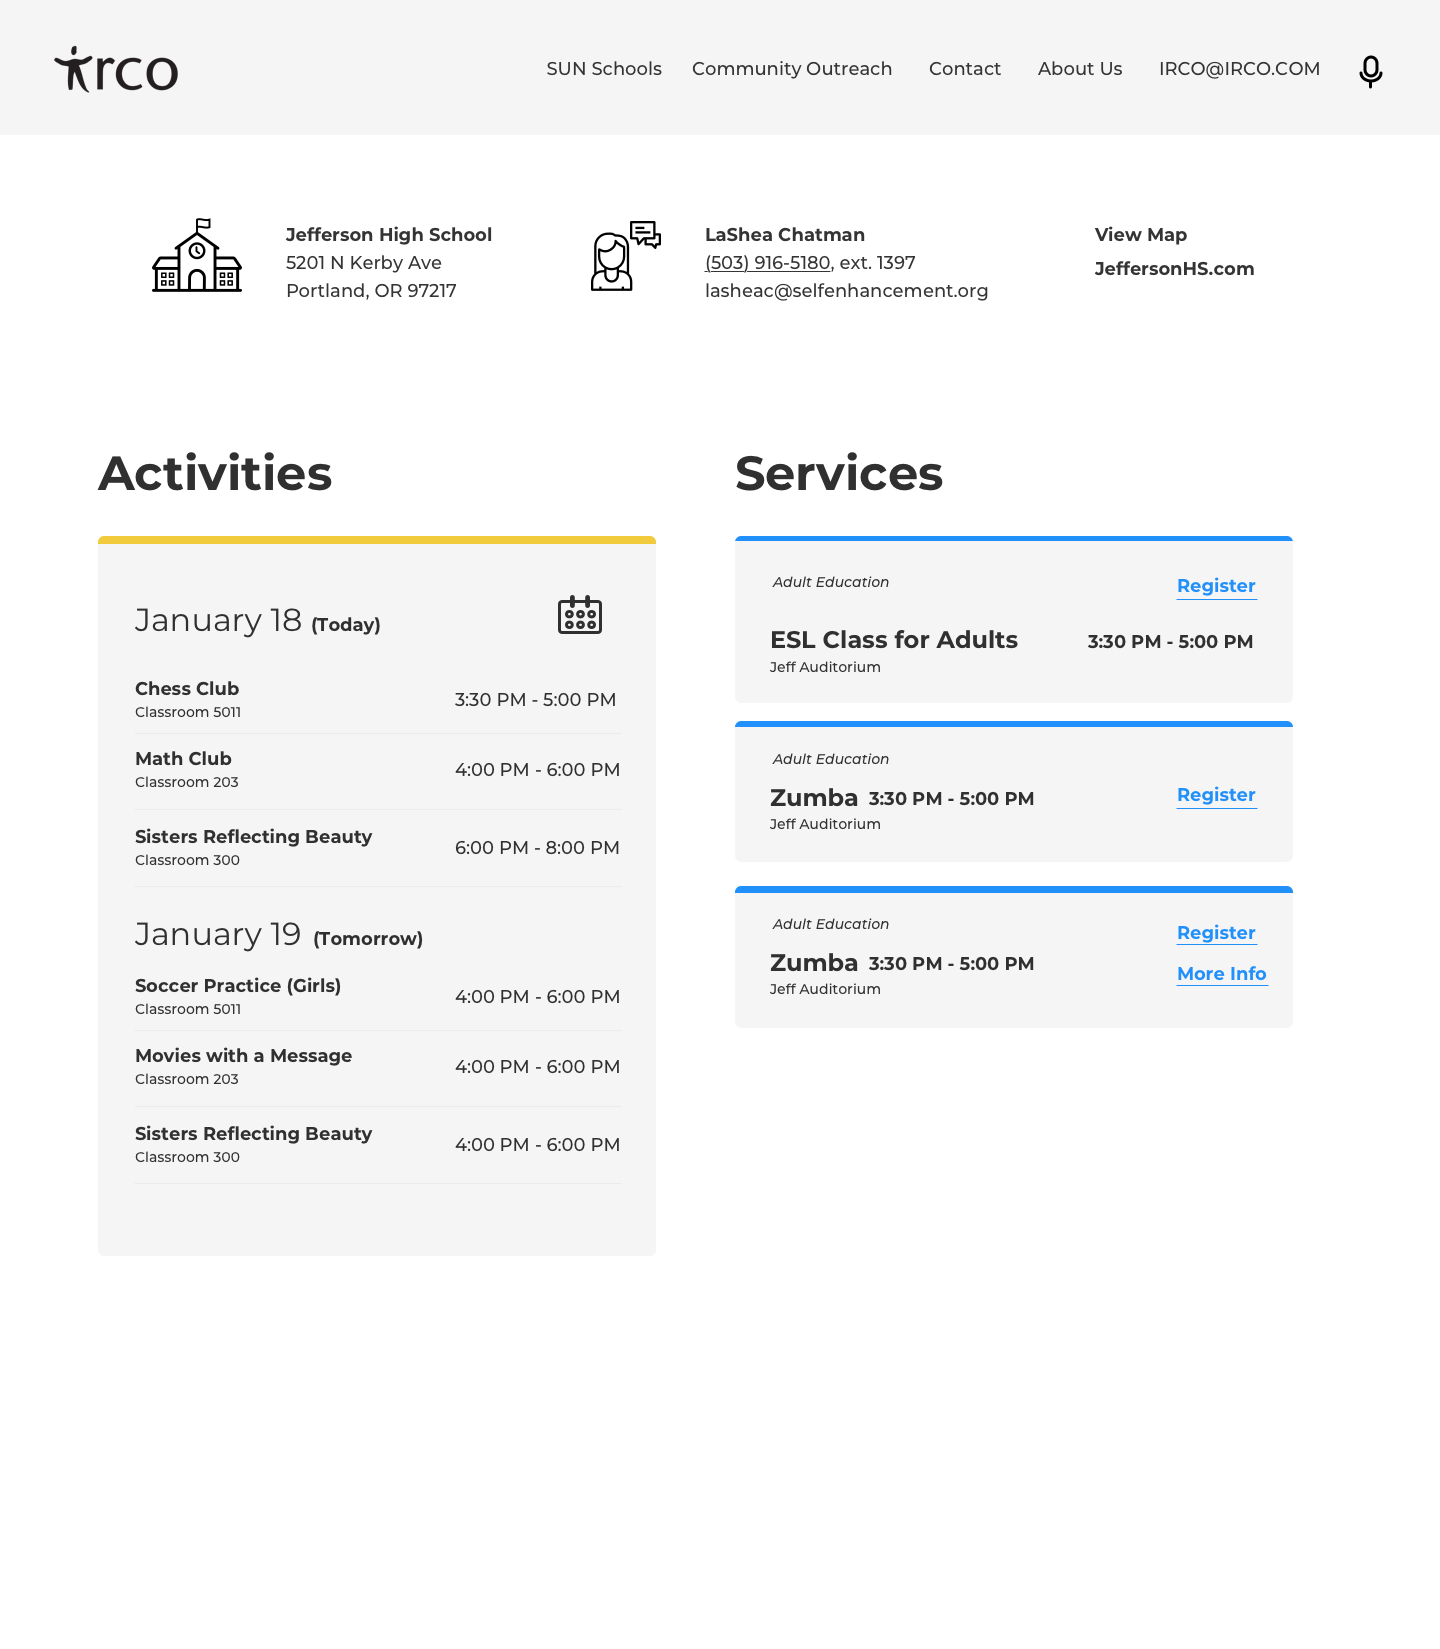 irco
SUN Schools
Community Outreach
Contact
About Us
IRCO@IRCO.COM
Jefferson High School
5201 N Kerby Ave
Portland, OR 97217
LaShea Chatman
(503) 916-5180, ext. 1397
lasheac@selfenhancement.org
View Map
JeffersonHS.com
Activities
January 18 (Today)
Chess Club
Classroom 5011
3:30 PM - 5:00 PM
Math Club
Classroom 203
4:00 PM - 6:00 PM
Sisters Reflecting Beauty
Classroom 300
6:00 PM - 8:00 PM
January 19 (Tomorrow)
Soccer Practice (Girls)
Classroom 5011
4:00 PM - 6:00 PM
Movies with a Message
Classroom 203
4:00 PM - 6:00 PM
Sisters Reflecting Beauty
Classroom 300
4:00 PM - 6:00 PM
Services
Adult Education
Register
ESL Class for Adults
3:30 PM - 5:00 PM
Jeff Auditorium
Adult Education
Zumba 3:30 PM - 5:00 PM
Register
Jeff Auditorium
Adult Education
Register
Zumba 3:30 PM - 5:00 PM
More Info
Jeff Auditorium